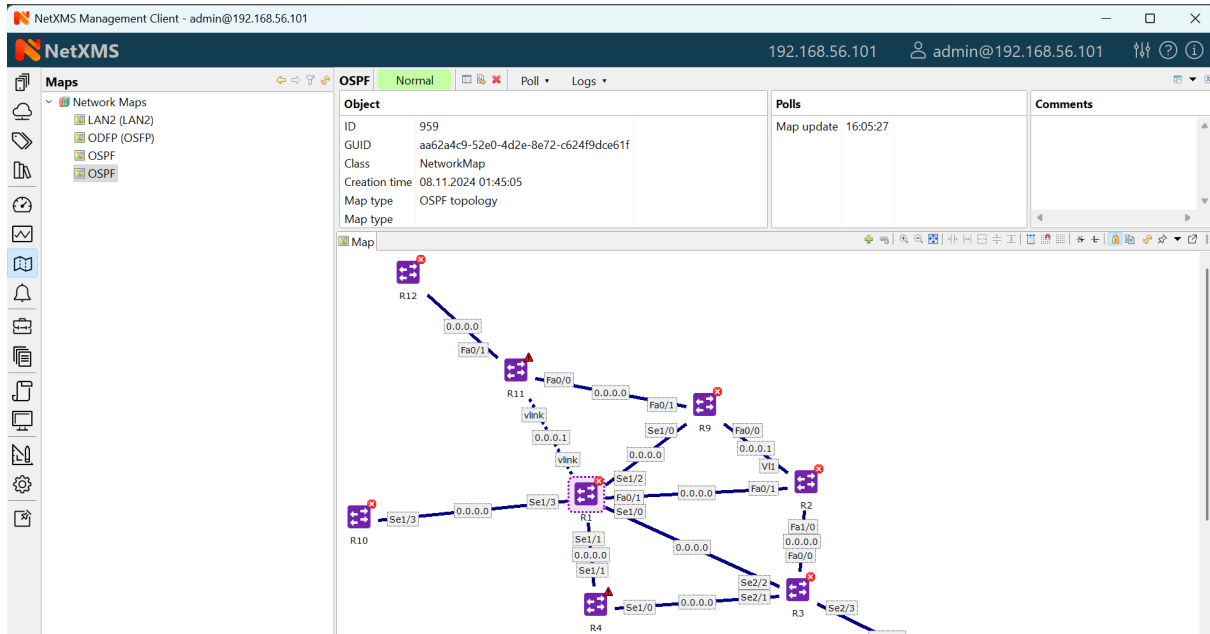 NetXMS Management Client - admin@192.168.56.101
NetXMS
192.168.56.101
admin@192.168.56.101
Maps
Network Maps
LAN2 (LAN2)
ODFP (OSFP)
OSPF
OSPF
OSPF
Normal
Poll
Logs
Object
ID 959
GUID aa62a4c9-52e0-4d2e-8e72-c624f9dce61f
Class NetworkMap
Creation time 08.11.2024 01:45:05
Map type OSPF topology
Map type
Polls
Map update 16:05:27
Comments
Map
R12
0.0.0.0
Fa0/1
R11
Fa0/0
0.0.0.0
Fa0/1
R9
vlink
0.0.0.1
vlink
Se1/0
0.0.0.0
Se1/2
Fa0/0
0.0.0.1
Vl1
R10
Se1/3
0.0.0.0
Se1/3
R1
Fa0/1
0.0.0.0
Fa0/1
R2
Se1/0
0.0.0.0
Se2/2
Se1/1
0.0.0.0
Se1/1
Fa1/0
0.0.0.0
Fa0/0
R4
Se1/0
0.0.0.0
Se2/1
R3
Se2/3